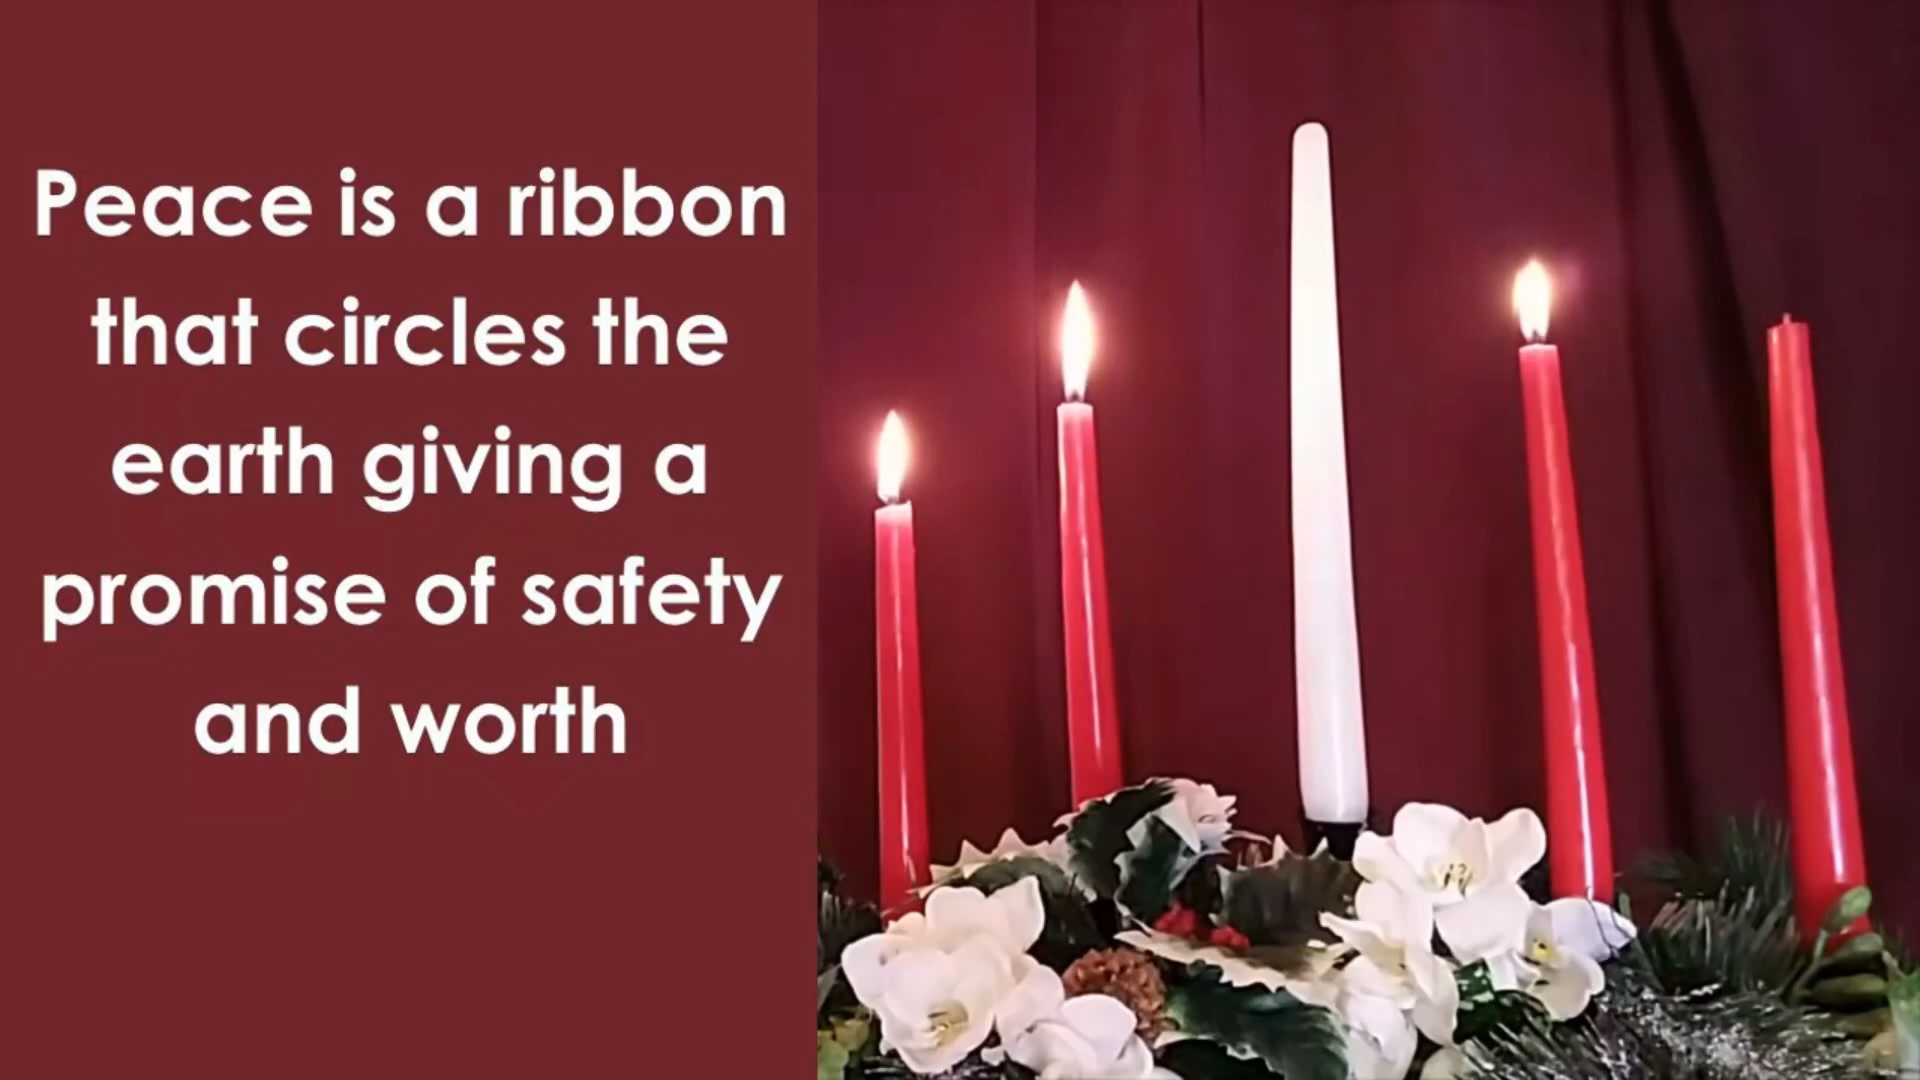 Peace is a ribbon
that circles the
earth giving a
promise of safety
and worth